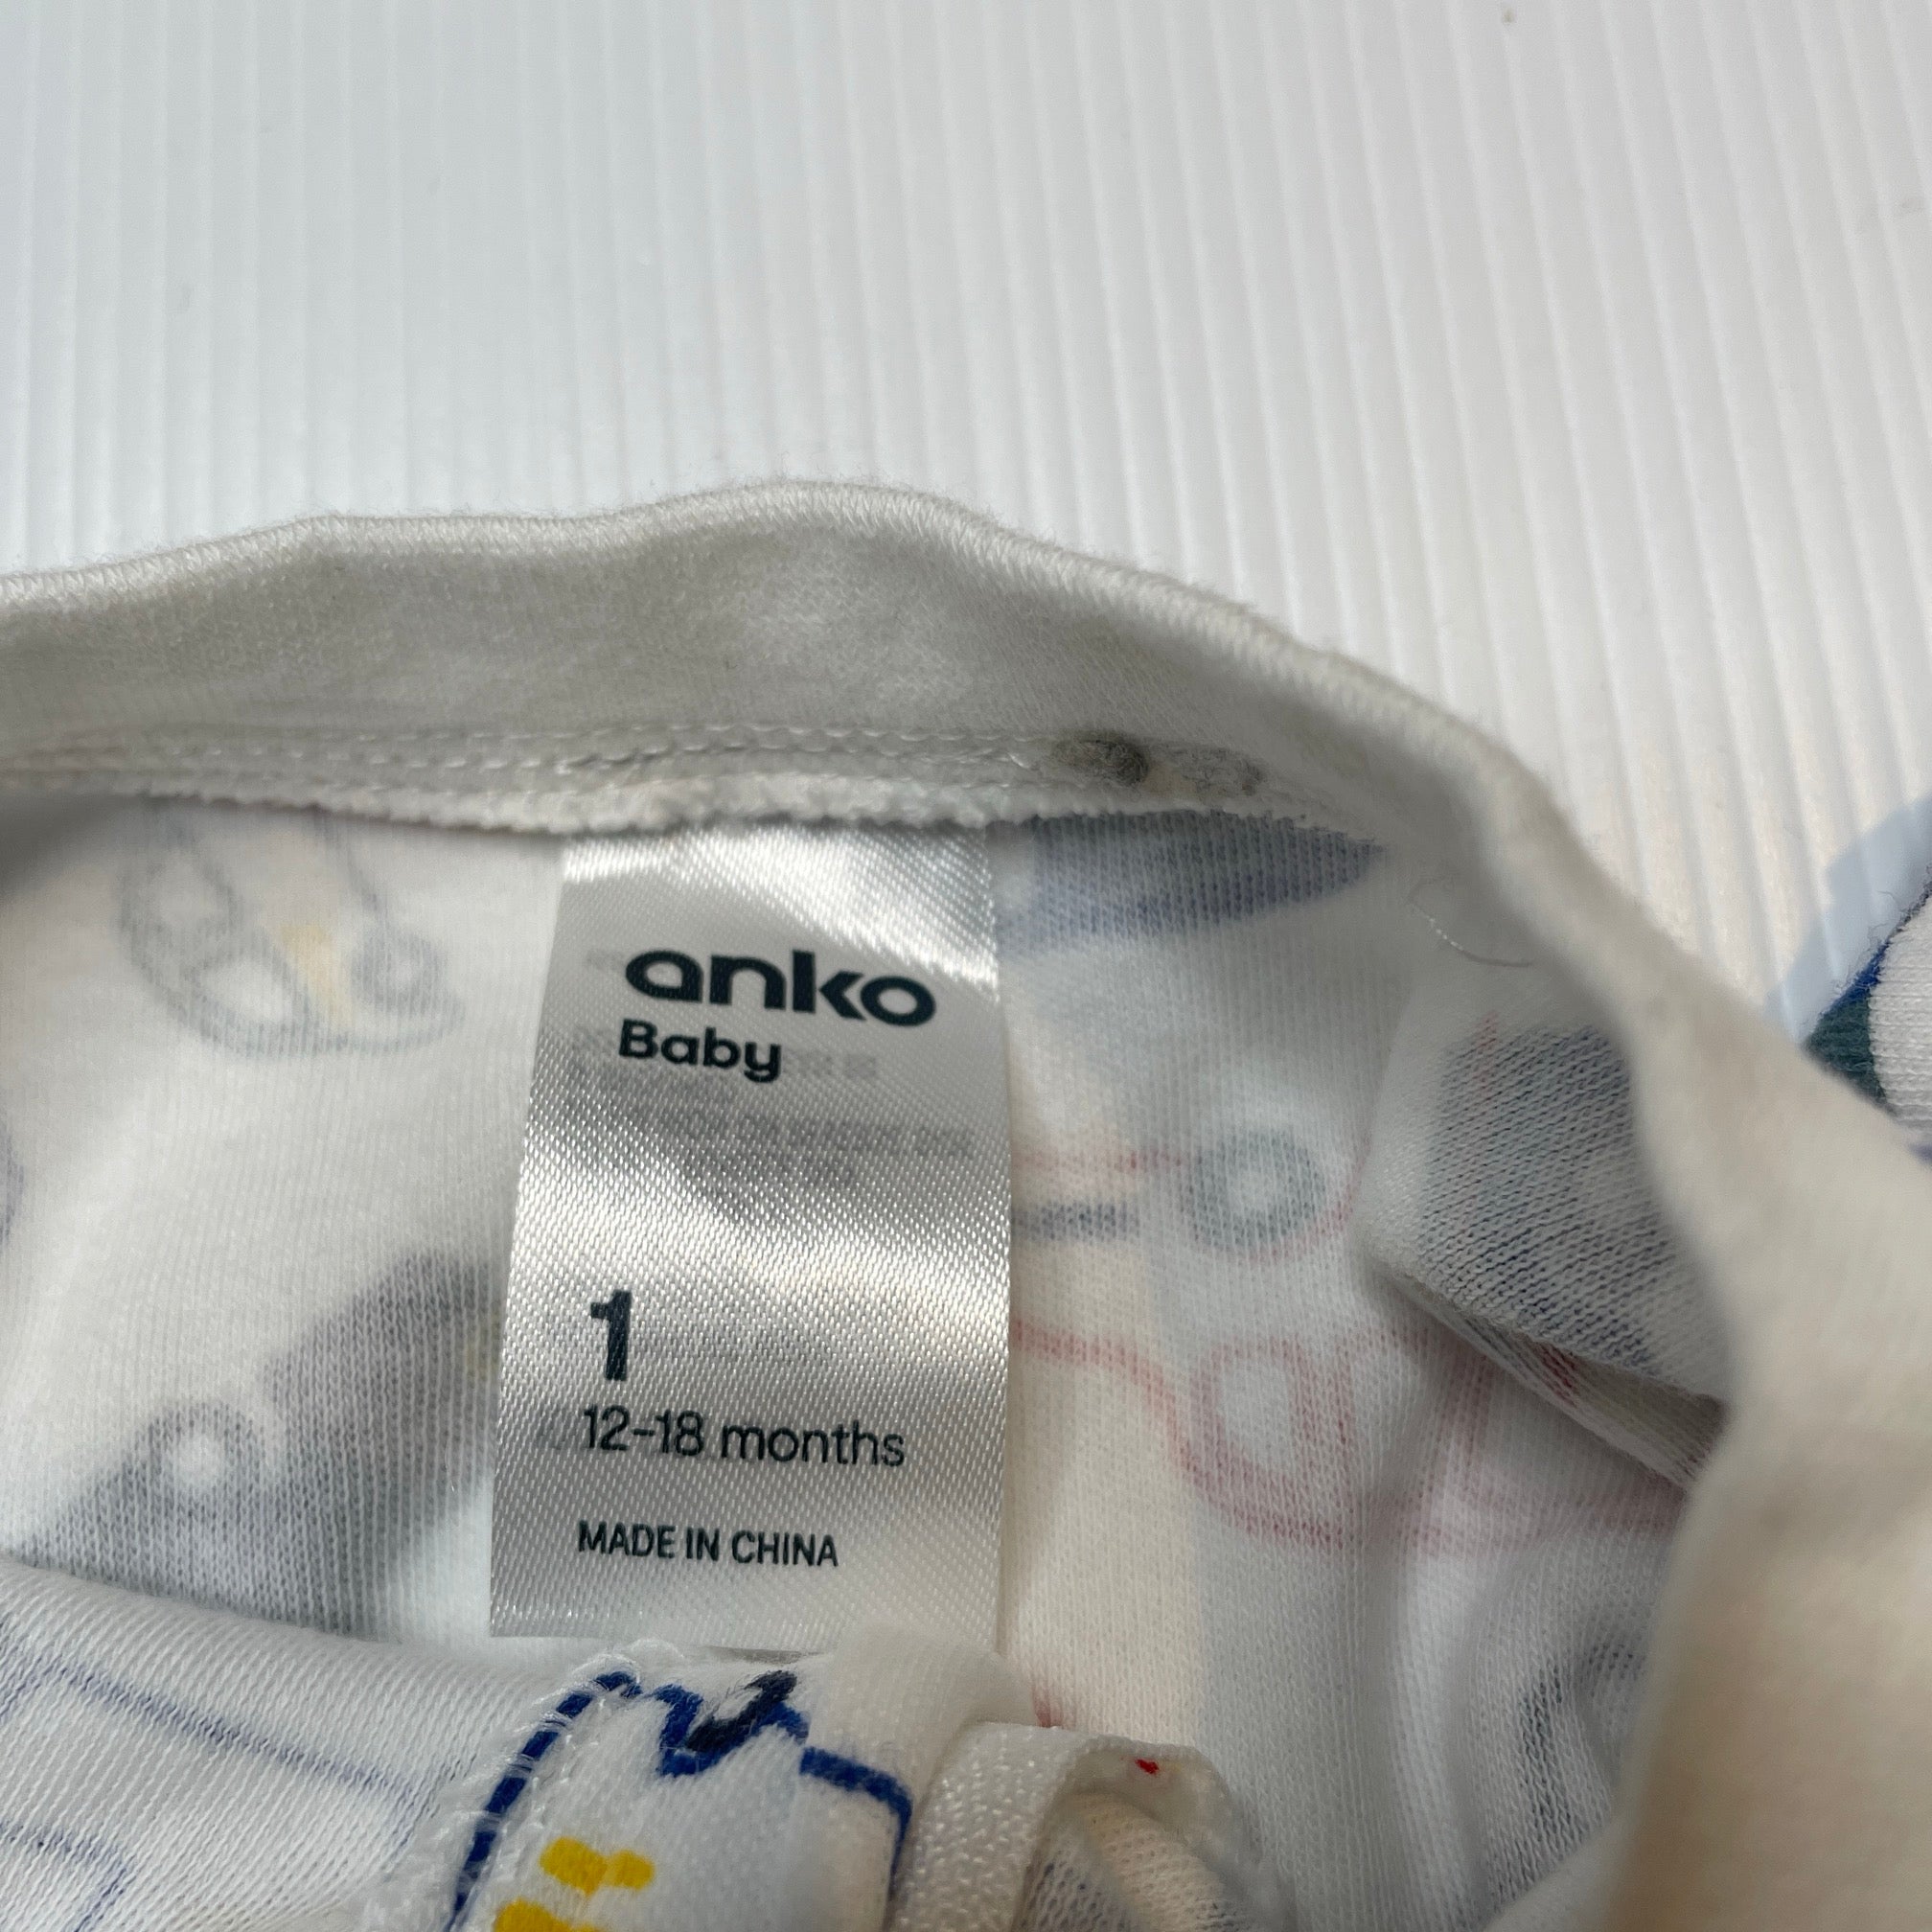 anko
Baby
1
12-18 months
MADE IN CHINA